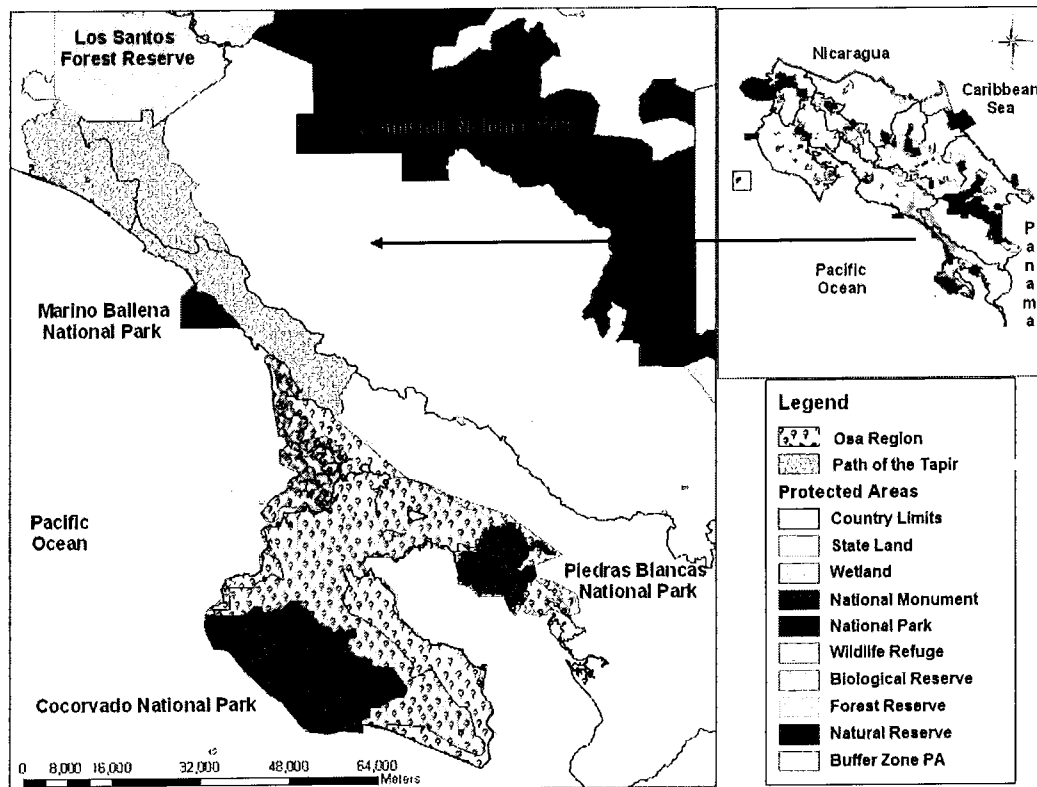 Los Santos
Forest Reserve
Marino Ballena
National Park
Pacific
Ocean
Piedras Blancas
National Park
Cocorvado National Park
0 8,000 16,000 32,000 48,000 64,000
Meters
Nicaragua
Caribbean
Sea
Pacific
Ocean
P
a
n
a
m
a
Legend
Osa Region
Path of the Tapir
Protected Areas
Country Limits
State Land
Wetland
National Monument
National Park
Wildlife Refuge
Biological Reserve
Forest Reserve
Natural Reserve
Buffer Zone PA